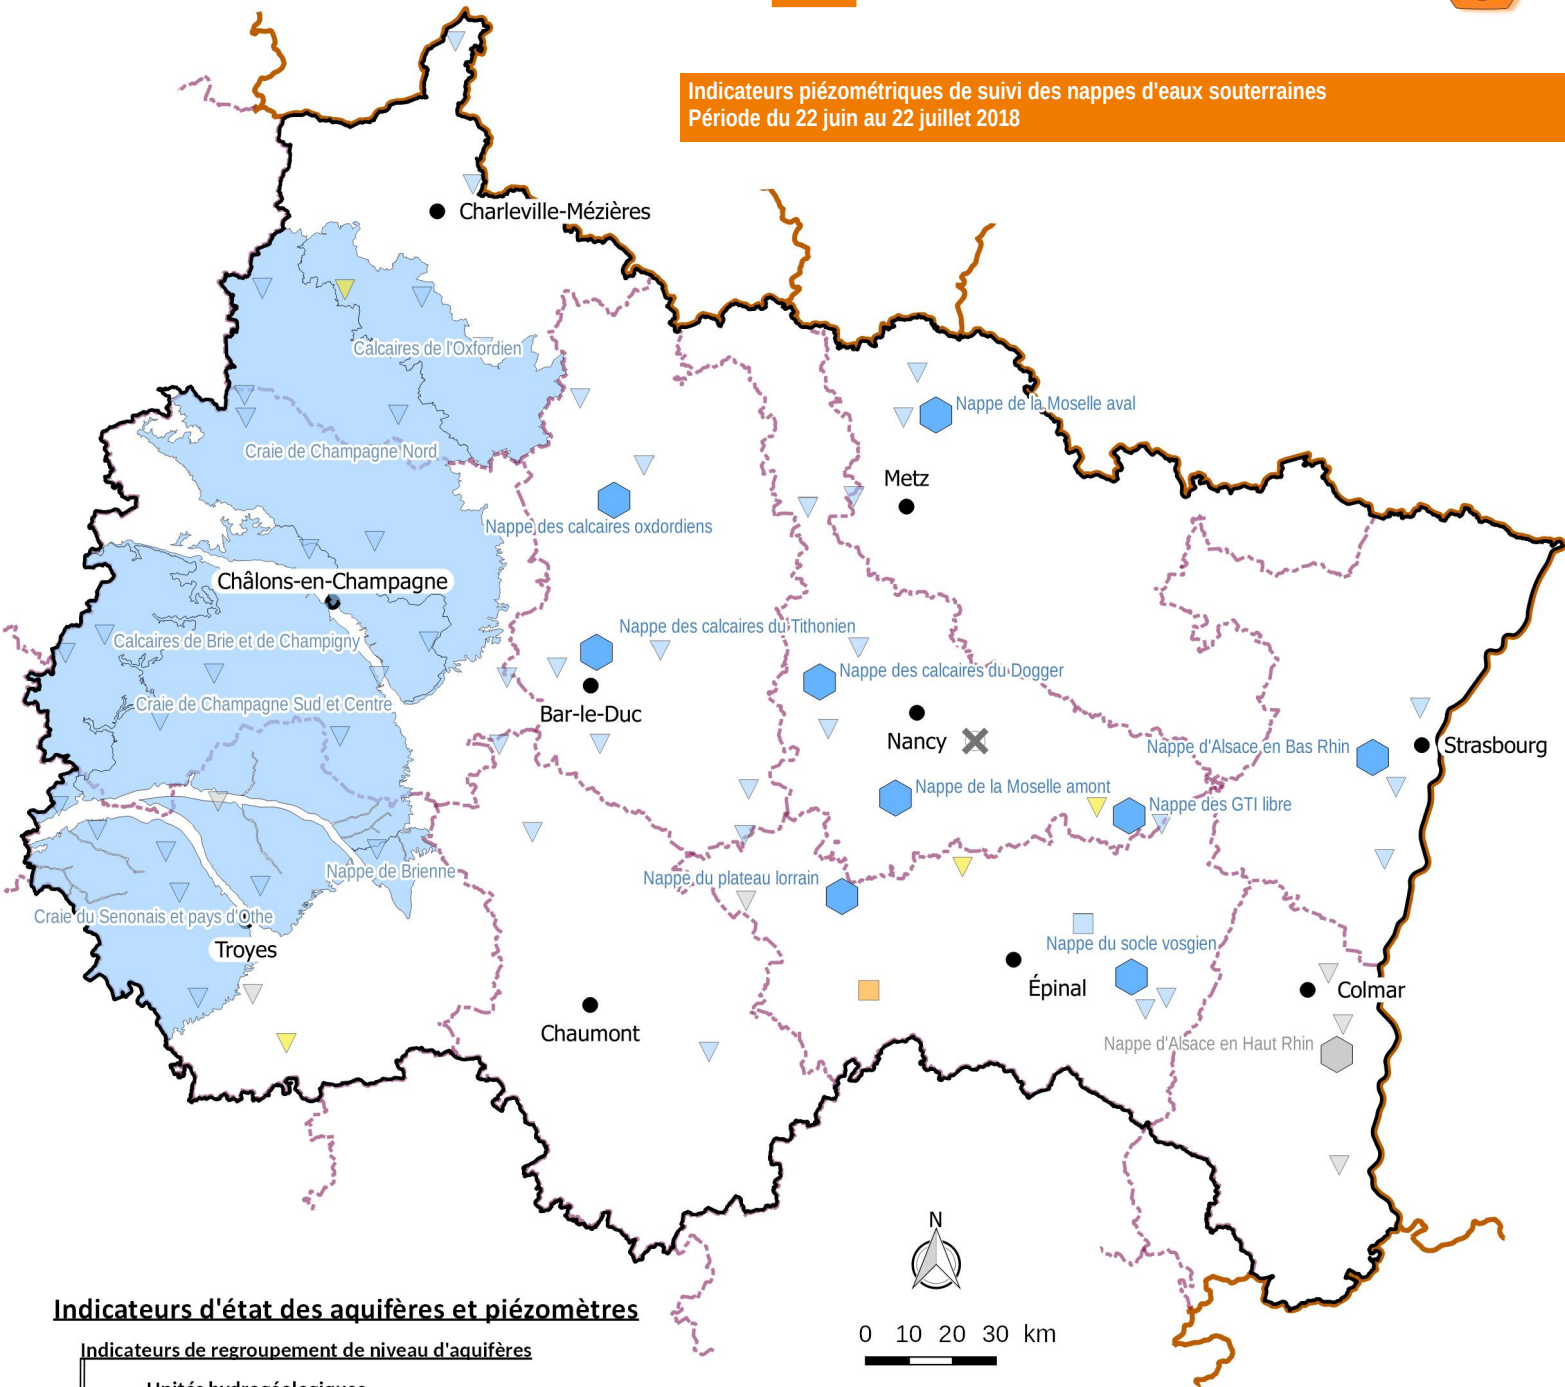 Indicateurs piézométriques de suivi des nappes d'eaux souterraines
Période du 22 juin au 22 juillet 2018
Charleville-Mézières
Calcaires de l'Oxfordien
Nappe de la Moselle aval
Craie de Champagne Nord
Metz
Nappe des calcaires oxdordiens
Châlons-en-Champagne
Nappe des calcaires du Tithonien
Calcaires de Brie et de Champigny
Nappe des calcaires du Dogger
Craie de Champagne Sud et Centre
Bar-le-Duc
Nancy
Nappe d'Alsace en Bas Rhin
Strasbourg
Nappe de la Moselle amont
Nappe des GTI libre
Nappe de Brienne
Nappe du plateau lorrain
Craie du Senonais et pays d'Othe
Troyes
Nappe du socle vosgien
Épinal
Colmar
Chaumont
Nappe d'Alsace en Haut Rhin
N
Indicateurs d'état des aquifères et piézomètres
0 10 20 30 km
Indicateurs de regroupement de niveau d'aquifères
Unités hydrogéologiques